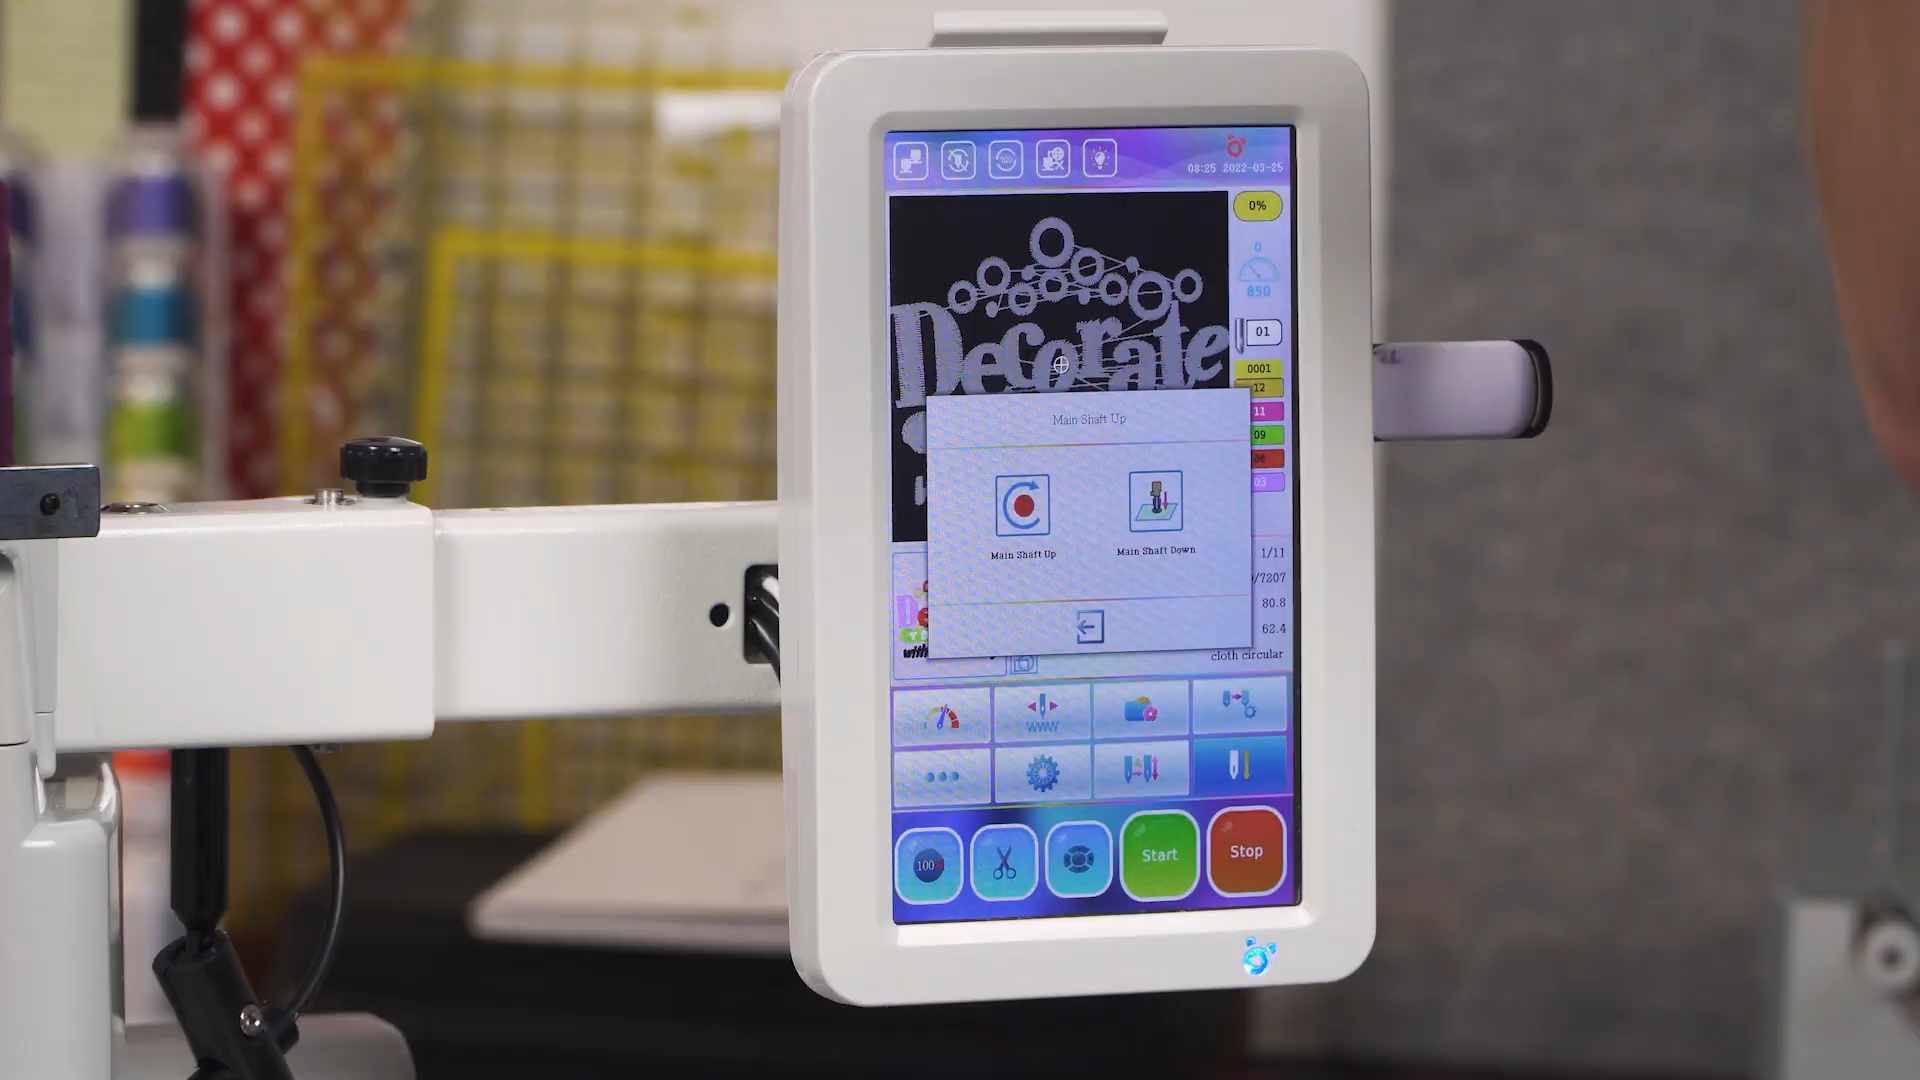 100
08:25 2022-03-25
0%
0
850
01
Decorate
0001
12
11
09
03
Main Shaft Up
Main Shaft Up
Main Shaft Down
1/11
/7207
80.8
62.4
cloth circular
100
Start
Stop